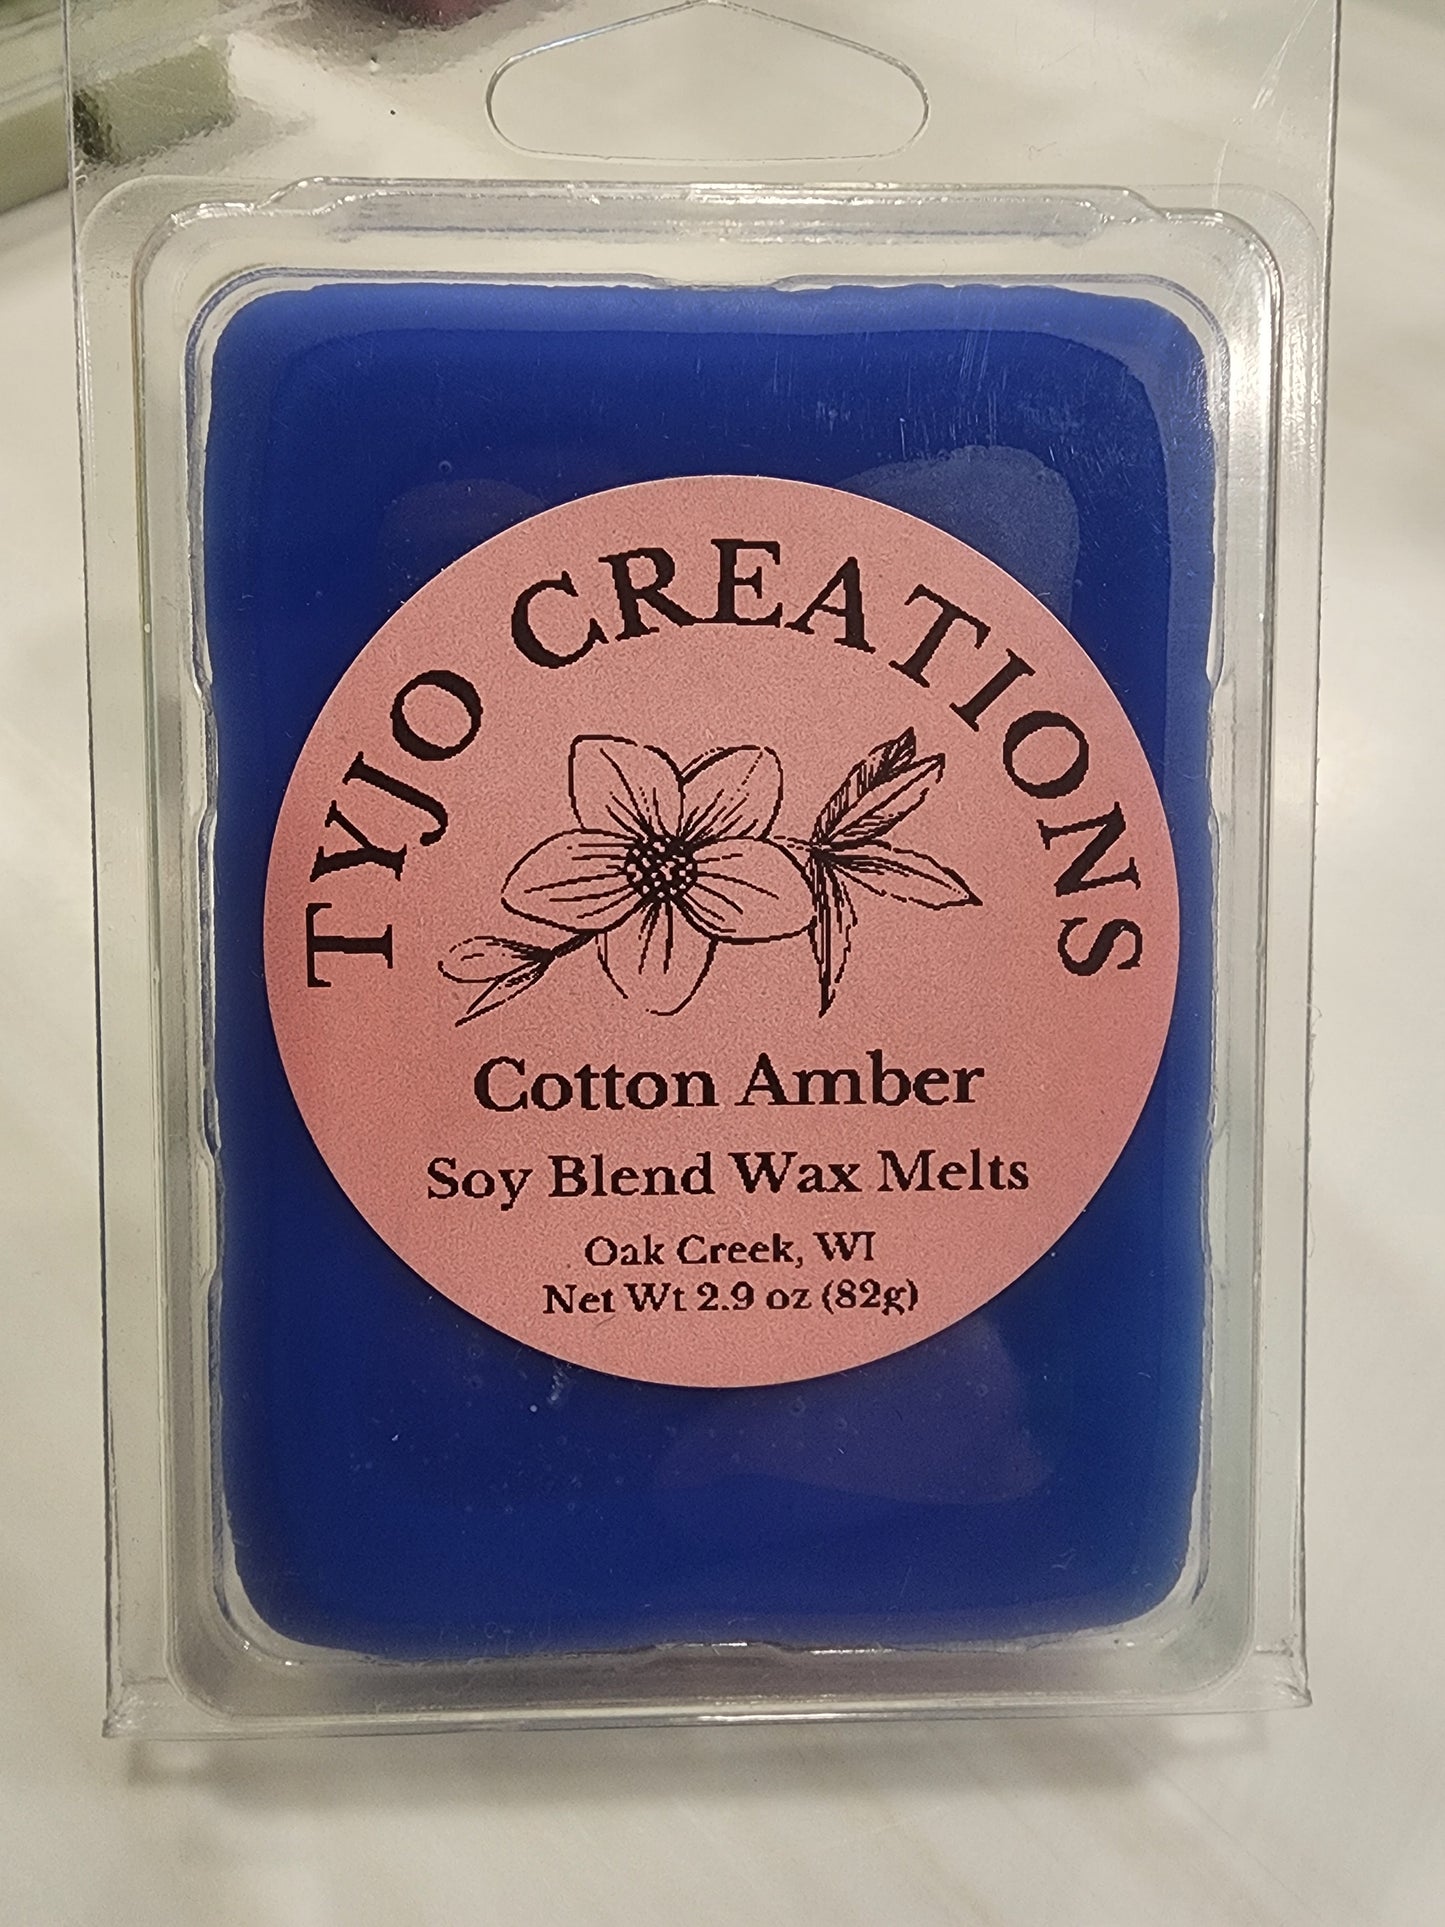 TYJO CREATIONS
Cotton Amber
Soy Blend Wax Melts
Oak Creek, WI
Net Wt 2.9 oz (82g)